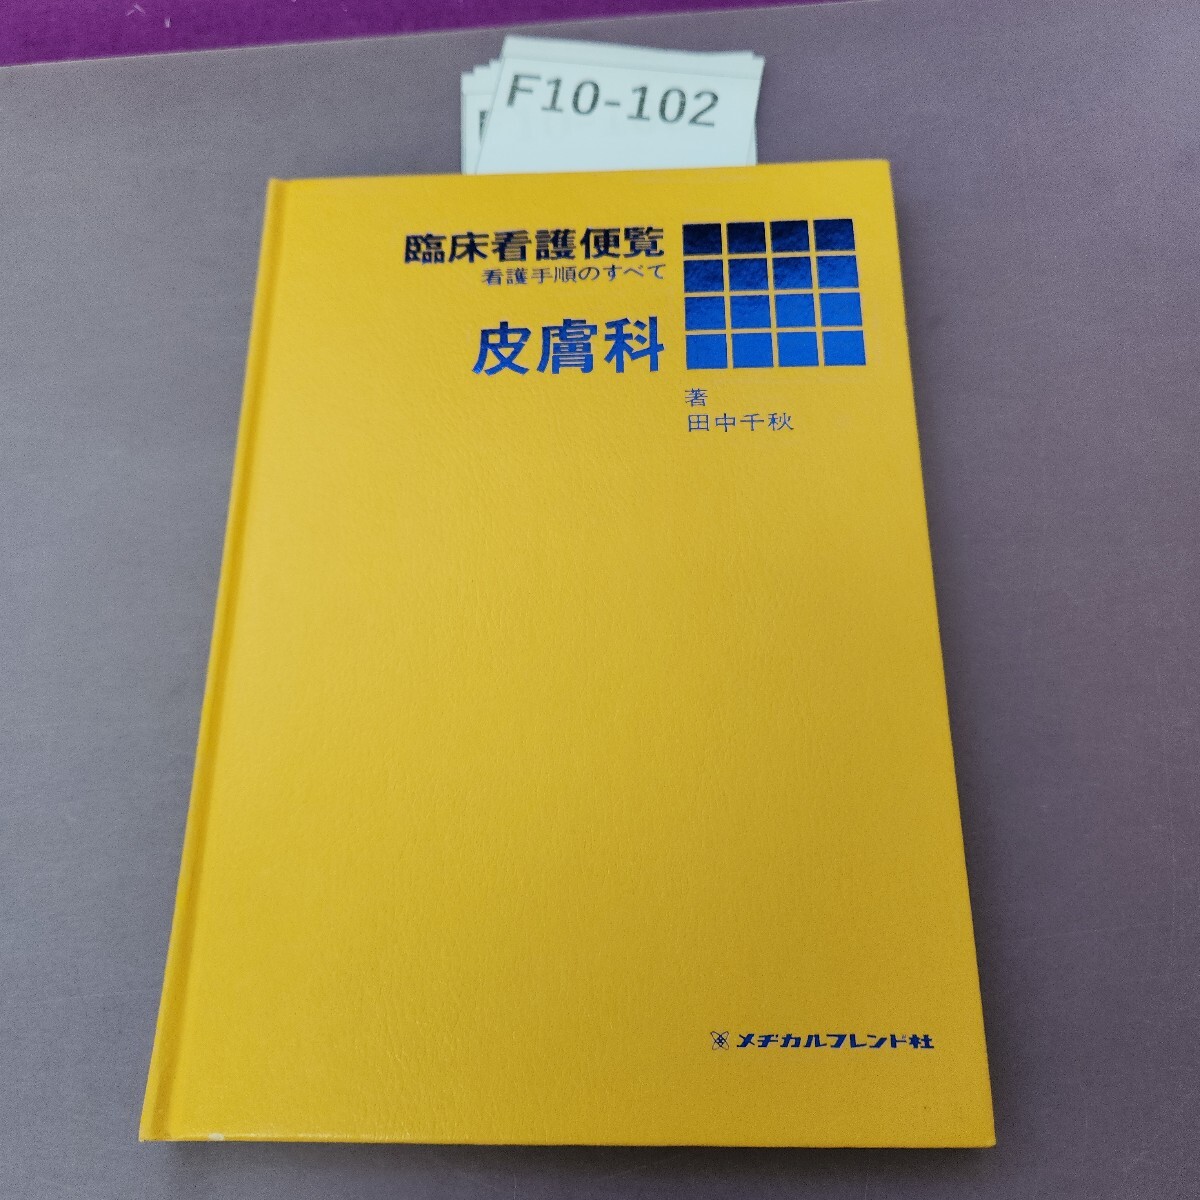 F10-102
臨床看護便覧
看護手順のすべて
皮膚科
著
田中千秋
メヂカルフレンド社